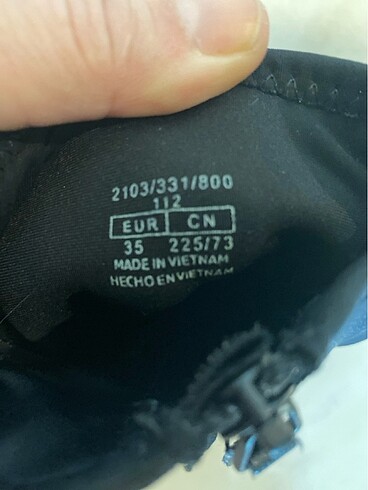 2103/331/800
112
EUR CN
35 225/73
MADE IN VIETNAM
HECHO EN VIETNAM